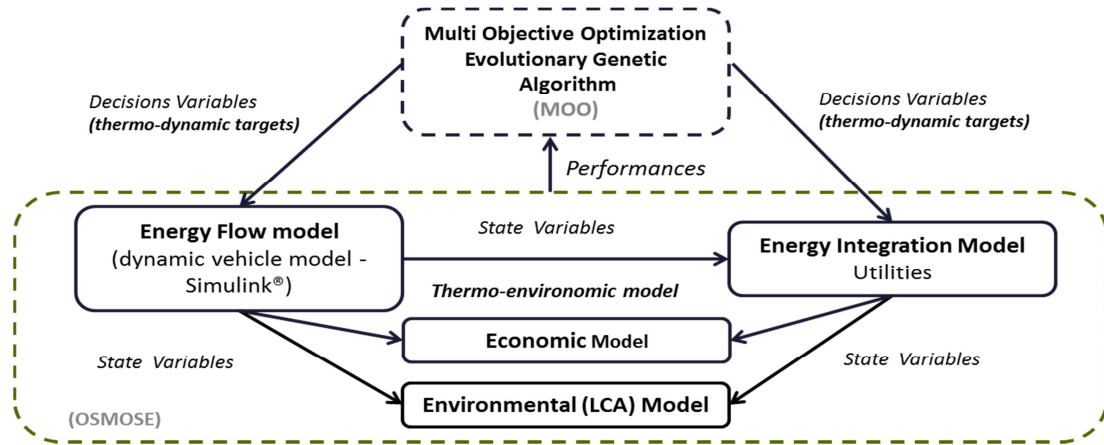 Multi Objective Optimization
Evolutionary Genetic
Algorithm
(MOO)
Decisions Variables
(thermo-dynamic targets)
Decisions Variables
(thermo-dynamic targets)
Performances
Energy Flow model
(dynamic vehicle model -
Simulink®)
State Variables
Energy Integration Model
Utilities
Thermo-environomic model
Economic Model
State Variables
State Variables
Environmental (LCA) Model
(OSMOSE)